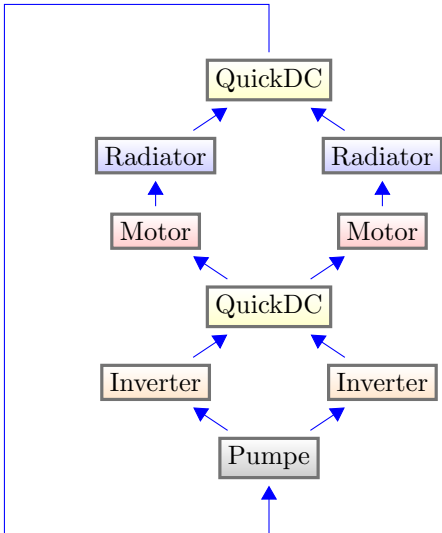 QuickDC
Radiator
Radiator
Motor
Motor
QuickDC
Inverter
Inverter
Pumpe